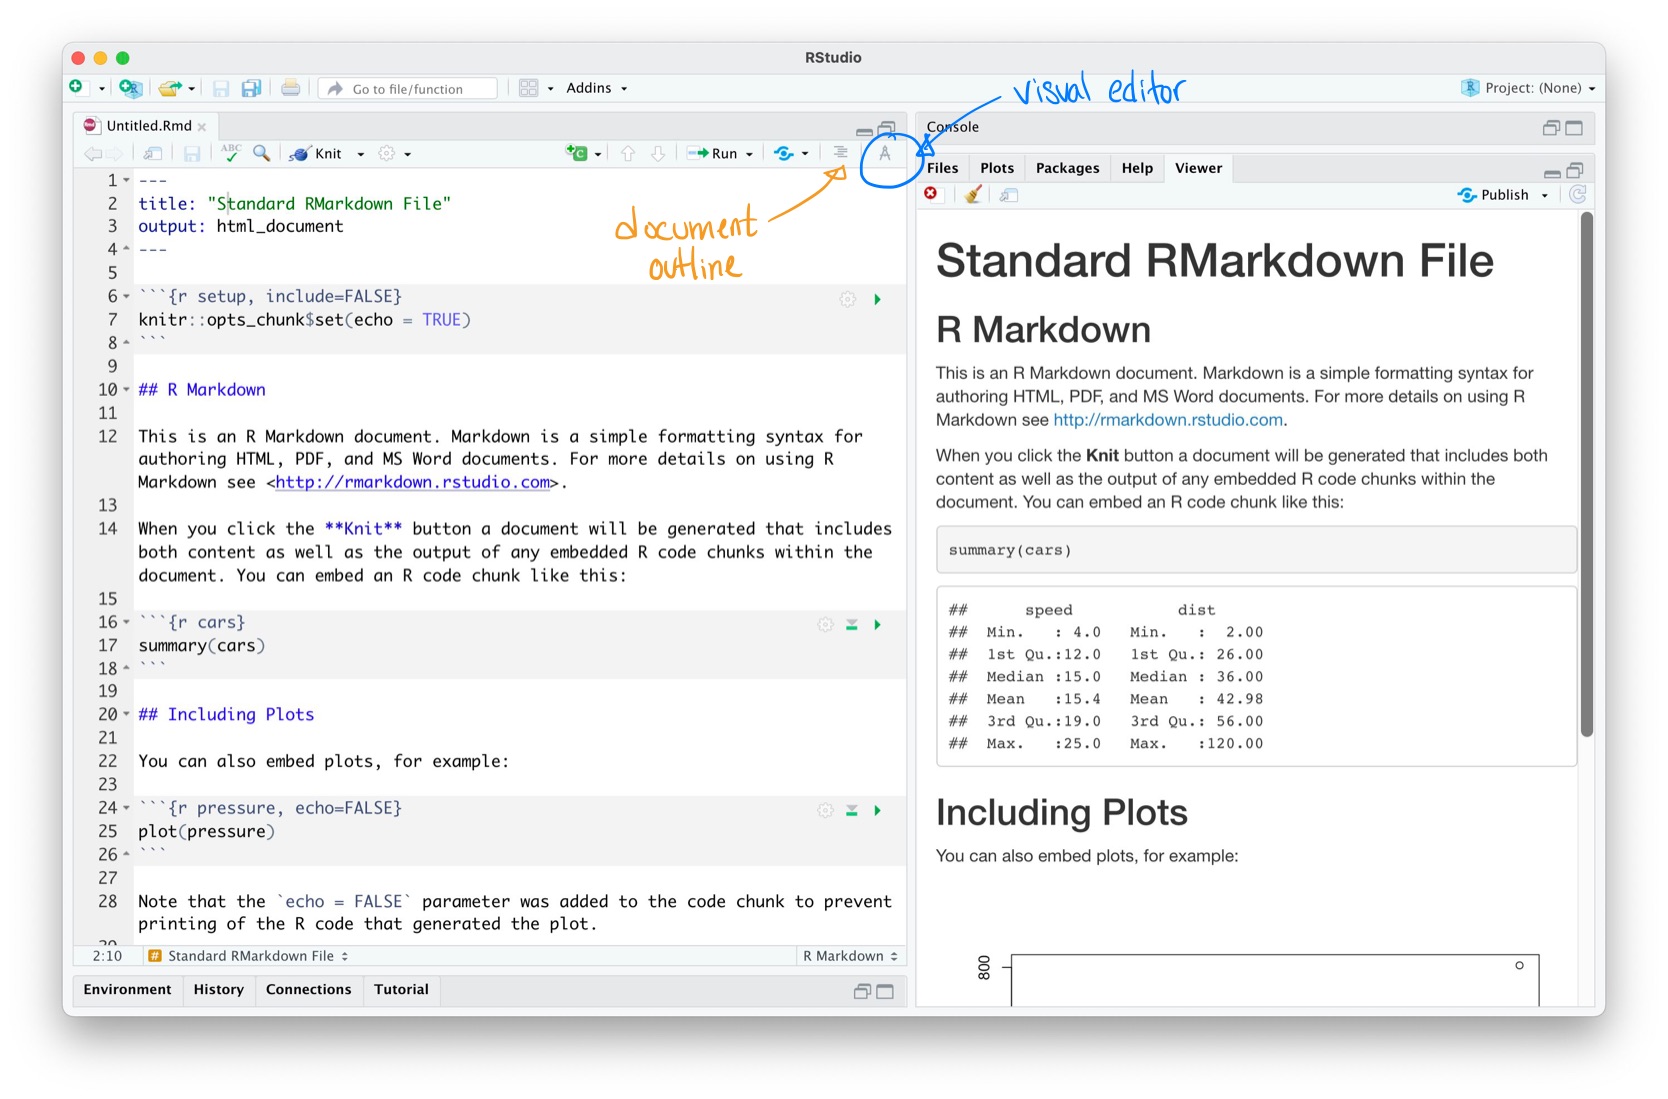 RStudio
Go to file/function
Addins
visual editor
Project: (None)
Untitled.Rmd
Console
ABC
Knit
Run
Files Plots Packages Help Viewer
Publish
document
outline
1 ---
2 title: "Standard RMarkdown File"
3 output: html_document
4 ---
5
6 ```{r setup, include=FALSE}
7 knitr::opts_chunk$set(echo = TRUE)
8 ```
9
10 ## R Markdown
11
12 This is an R Markdown document. Markdown is a simple formatting syntax for
authoring HTML, PDF, and MS Word documents. For more details on using R
Markdown see <http://rmarkdown.rstudio.com>.
13
14 When you click the **Knit** button a document will be generated that includes
both content as well as the output of any embedded R code chunks within the
document. You can embed an R code chunk like this:
15
16 ```{r cars}
17 summary(cars)
18 ```
19
20 ## Including Plots
21
22 You can also embed plots, for example:
23
24 ```{r pressure, echo=FALSE}
25 plot(pressure)
26 ```
27
28 Note that the `echo = FALSE` parameter was added to the code chunk to prevent
printing of the R code that generated the plot.
2:10 # Standard RMarkdown File
R Markdown
Environment History Connections Tutorial
Standard RMarkdown File
R Markdown
This is an R Markdown document. Markdown is a simple formatting syntax for
authoring HTML, PDF, and MS Word documents. For more details on using R
Markdown see http://rmarkdown.rstudio.com.
When you click the Knit button a document will be generated that includes both
content as well as the output of any embedded R code chunks within the
document. You can embed an R code chunk like this:
summary(cars)
## speed dist
## Min. : 4.0 Min. : 2.00
## 1st Qu.:12.0 1st Qu.: 26.00
## Median :15.0 Median : 36.00
## Mean :15.4 Mean : 42.98
## 3rd Qu.:19.0 3rd Qu.: 56.00
## Max. :25.0 Max. :120.00
Including Plots
You can also embed plots, for example:
800